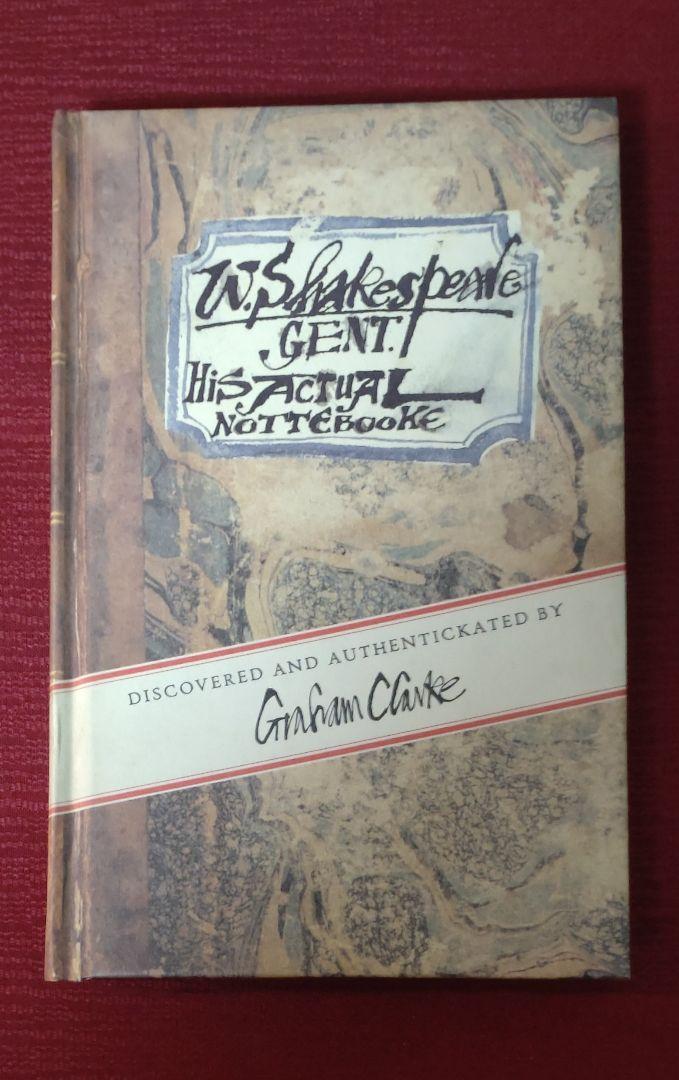 W. Shakespeare
GENT.
HIS ACTUAL
NOTTEBOOKE
DISCOVERED AND AUTHENTICKATED BY
Graham Clarke